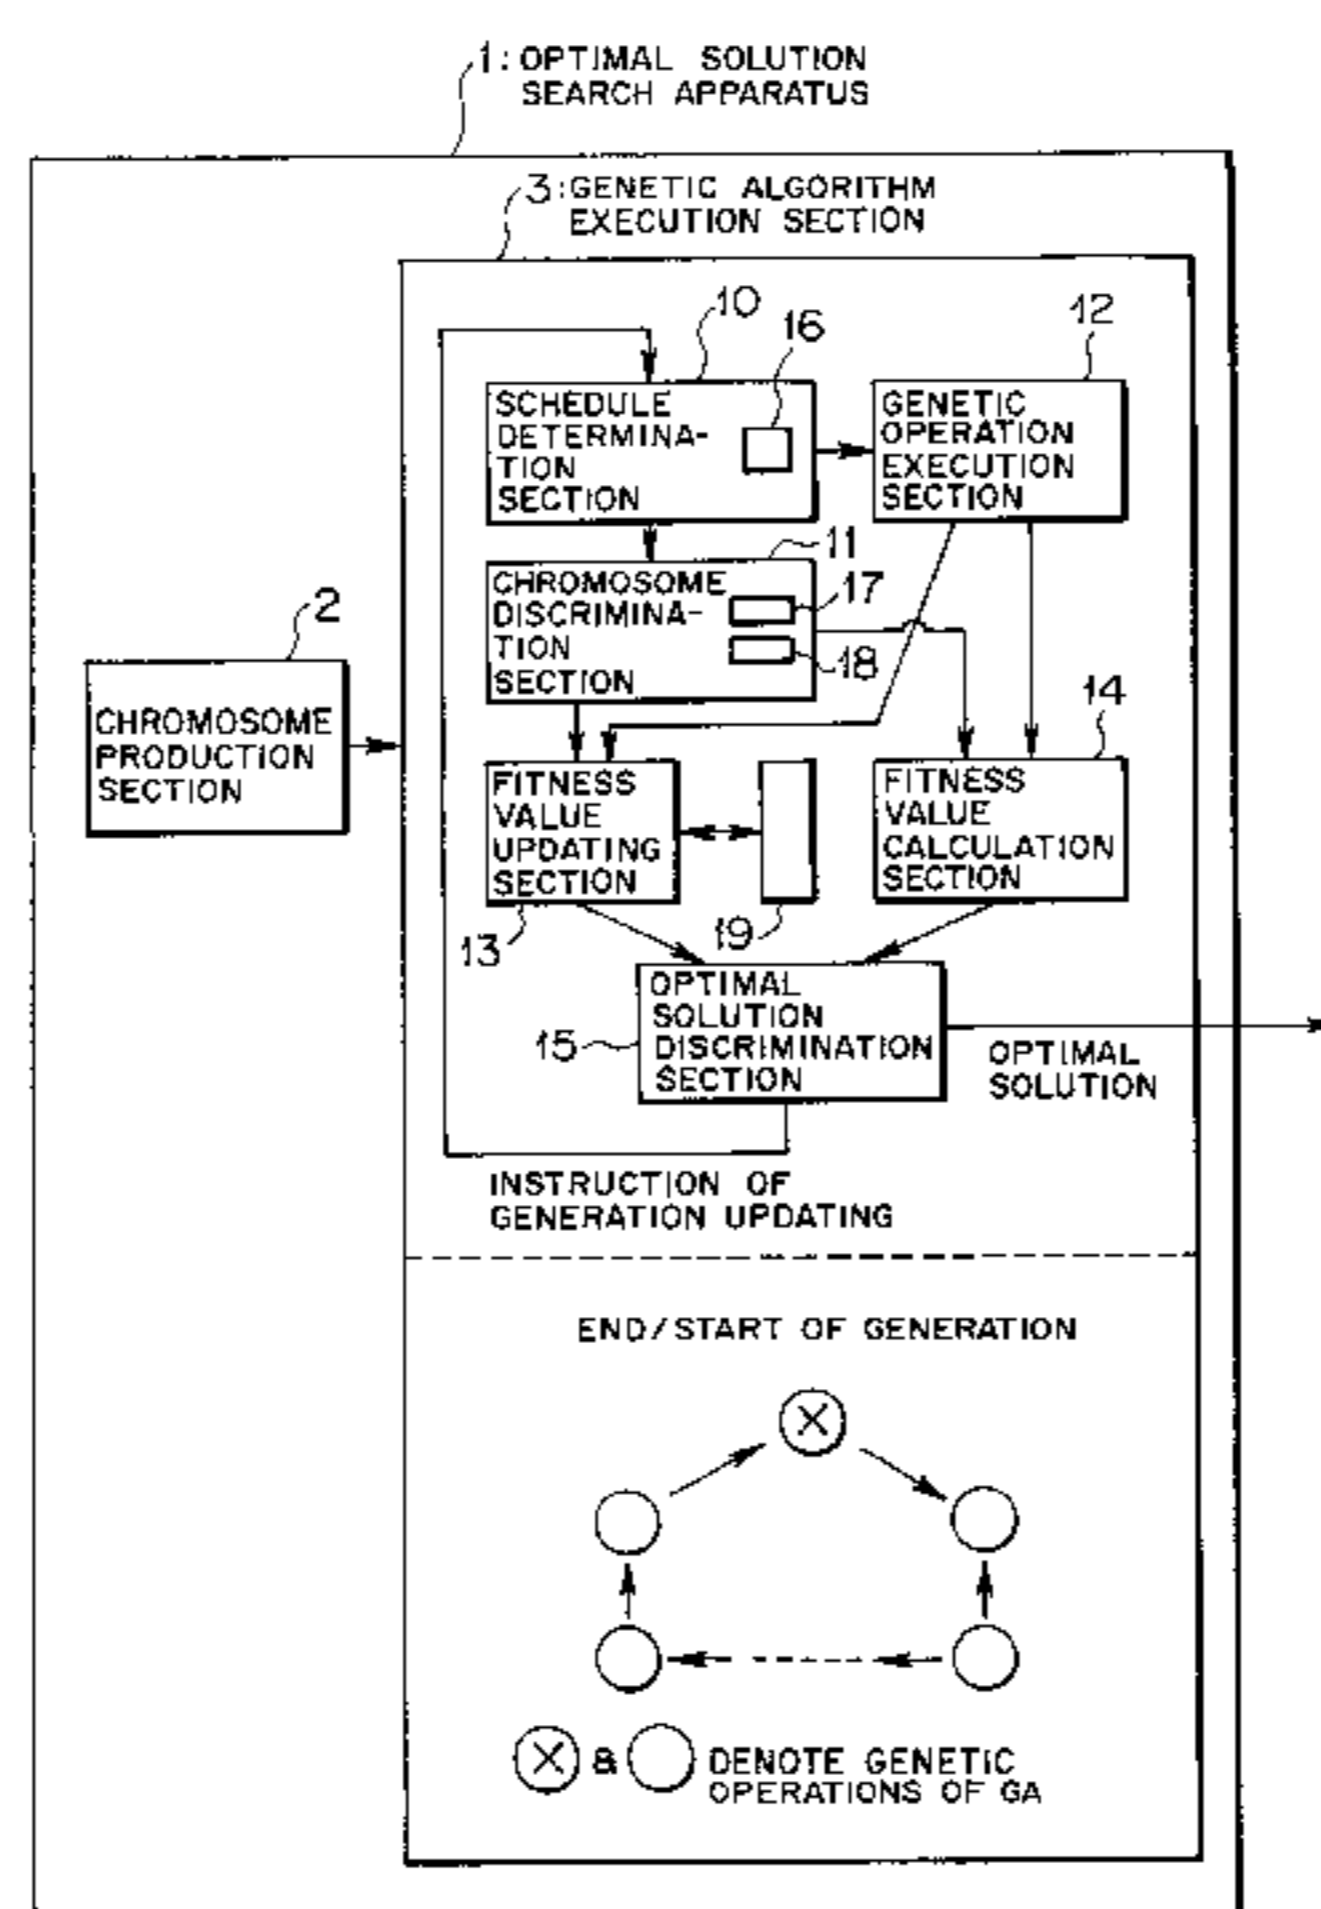 1: OPTIMAL SOLUTION
SEARCH APPARATUS
3: GENETIC ALGORITHM
EXECUTION SECTION
10
16
12
SCHEDULE
DETERMINA-
TION
SECTION
GENETIC
OPERATION
EXECUTION
SECTION
11
CHROMOSOME
DISCRIMINA-
TION
SECTION
17
18
2
CHROMOSOME
PRODUCTION
SECTION
14
FITNESS
VALUE
UPDATING
SECTION
FITNESS
VALUE
CALCULATION
SECTION
13
19
OPTIMAL
SOLUTION
DISCRIMINATION
SECTION
15
OPTIMAL
SOLUTION
INSTRUCTION OF
GENERATION UPDATING
END/START OF GENERATION
X
X & DENOTE GENETIC
OPERATIONS OF GA